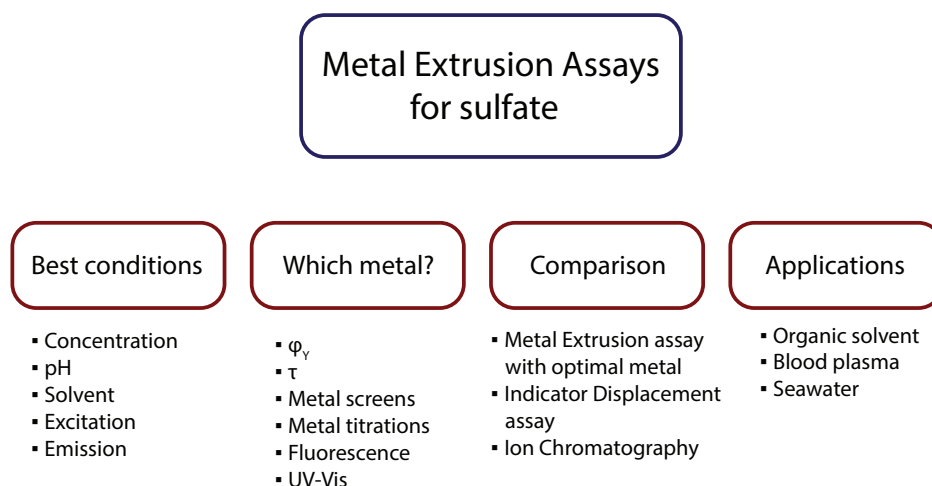 Metal Extrusion Assays
for sulfate
Best conditions
▪ Concentration
▪ pH
▪ Solvent
▪ Excitation
▪ Emission
Which metal?
▪ φY
▪ τ
▪ Metal screens
▪ Metal titrations
▪ Fluorescence
▪ UV-Vis
Comparison
▪ Metal Extrusion assay
with optimal metal
▪ Indicator Displacement
assay
▪ Ion Chromatography
Applications
▪ Organic solvent
▪ Blood plasma
▪ Seawater